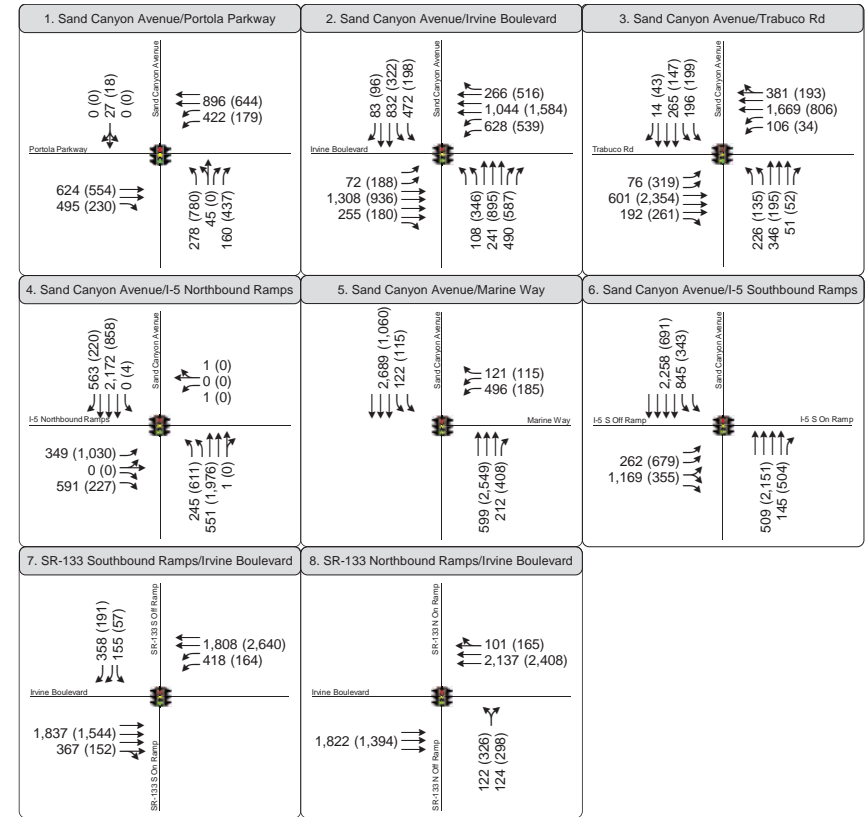 1. Sand Canyon Avenue/Portola Parkway
0 (0)
27 (18)
0 (0)
Sand Canyon Avenue
896 (644)
422 (179)
Portola Parkway
624 (554)
495 (230)
278 (780)
45 (0)
160 (437)
2. Sand Canyon Avenue/Irvine Boulevard
83 (96)
832 (322)
472 (198)
Sand Canyon Avenue
266 (516)
1,044 (1,584)
628 (539)
Irvine Boulevard
72 (188)
1,308 (936)
255 (180)
108 (346)
241 (895)
490 (587)
3. Sand Canyon Avenue/Trabuco Rd
14 (43)
265 (147)
196 (199)
Sand Canyon Avenue
381 (193)
1,669 (806)
106 (34)
Trabuco Rd
76 (319)
601 (2,354)
192 (261)
226 (135)
346 (195)
51 (52)
4. Sand Canyon Avenue/I-5 Northbound Ramps
563 (220)
2,172 (858)
0 (4)
Sand Canyon Avenue
1 (0)
0 (0)
1 (0)
I-5 Northbound Ramps
349 (1,030)
0 (0)
591 (227)
245 (611)
551 (1,976)
1 (0)
5. Sand Canyon Avenue/Marine Way
2,689 (1,060)
122 (115)
Sand Canyon Avenue
121 (115)
496 (185)
Marine Way
599 (2,549)
212 (408)
6. Sand Canyon Avenue/I-5 Southbound Ramps
2,258 (691)
845 (343)
Sand Canyon Avenue
I-5 S Off Ramp
I-5 S On Ramp
262 (679)
1,169 (355)
509 (2,151)
145 (504)
7. SR-133 Southbound Ramps/Irvine Boulevard
358 (191)
155 (57)
SR-133 S Off Ramp
1,808 (2,640)
418 (164)
Irvine Boulevard
1,837 (1,544)
367 (152)
SR-133 S On Ramp
8. SR-133 Northbound Ramps/Irvine Boulevard
SR-133 N On Ramp
101 (165)
2,137 (2,408)
Irvine Boulevard
1,822 (1,394)
SR-133 N Off Ramp
122 (326)
124 (298)